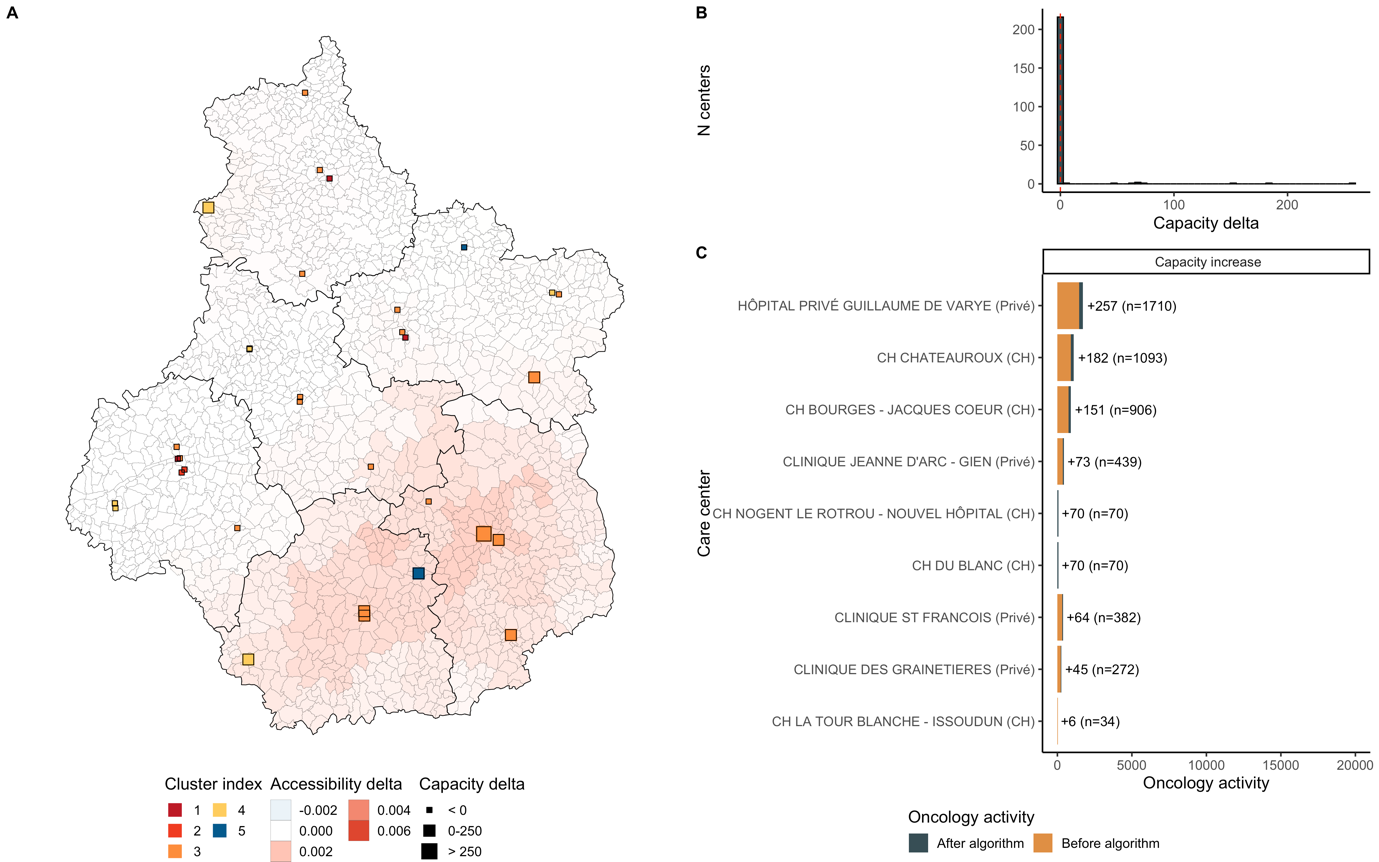 A
Cluster index
1
2
3
4
5
Accessibility delta
-0.002
0.000
0.002
0.004
0.006
Capacity delta
< 0
0-250
> 250
B
N centers
200
150
100
50
0
0
100
200
Capacity delta
C
Capacity increase
Care center
HÔPITAL PRIVÉ GUILLAUME DE VARYE (Privé)
+257 (n=1710)
CH CHATEAUROUX (CH)
+182 (n=1093)
CH BOURGES - JACQUES COEUR (CH)
+151 (n=906)
CLINIQUE JEANNE D'ARC - GIEN (Privé)
+73 (n=439)
CH NOGENT LE ROTROU - NOUVEL HÔPITAL (CH)
+70 (n=70)
CH DU BLANC (CH)
+70 (n=70)
CLINIQUE ST FRANCOIS (Privé)
+64 (n=382)
CLINIQUE DES GRAINETIERES (Privé)
+45 (n=272)
CH LA TOUR BLANCHE - ISSOUDUN (CH)
+6 (n=34)
0
5000
10000
15000
20000
Oncology activity
Oncology activity
After algorithm
Before algorithm